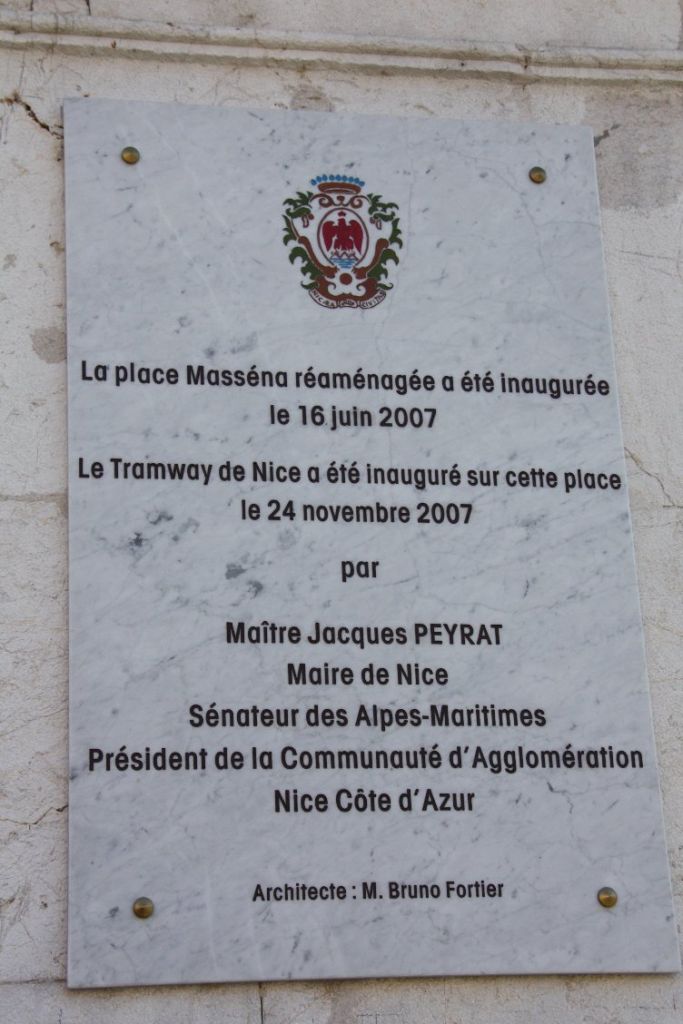 La place Masséna réaménagée a été inaugurée
le 16 juin 2007
Le Tramway de Nice a été inauguré sur cette place
le 24 novembre 2007
par
Maître Jacques PEYRAT
Maire de Nice
Sénateur des Alpes-Maritimes
Président de la Communauté d'Agglomération
Nice Côte d'Azur
Architecte : M. Bruno Fortier